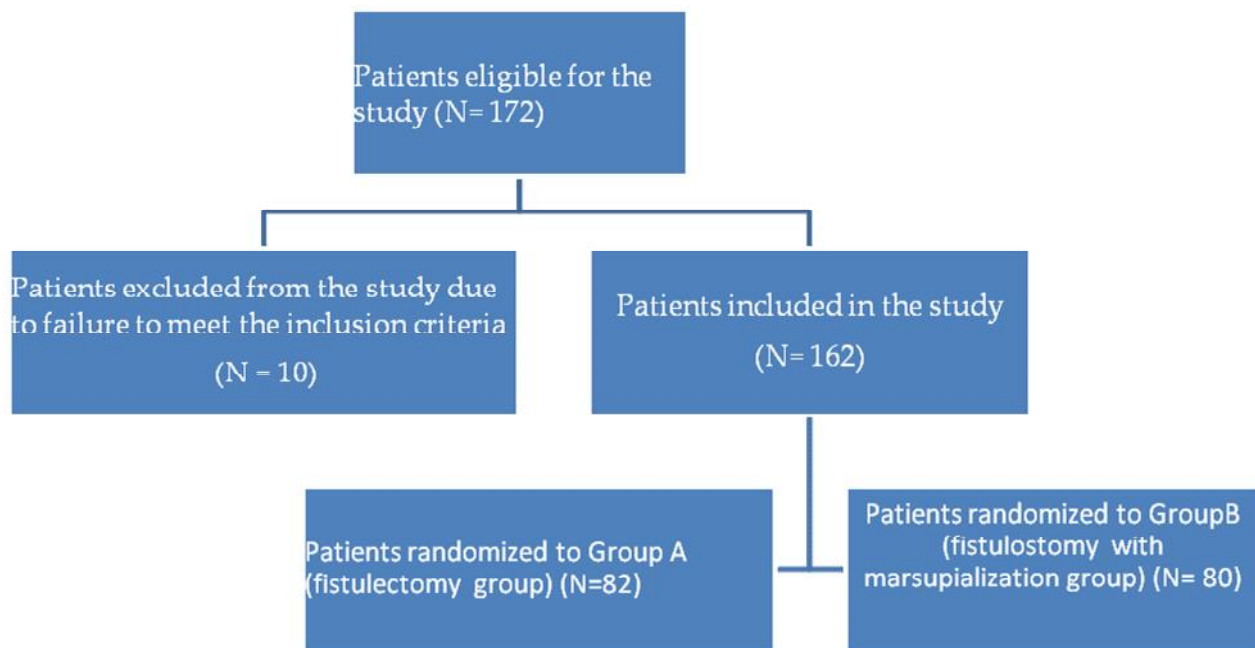 Patients eligible for the
study (N= 172)
Patients excluded from the study due
to failure to meet the inclusion criteria
(N = 10)
Patients included in the study
(N= 162)
Patients randomized to Group A
(fistulectomy group) (N=82)
Patients randomized to GroupB
(fistulostomy with
marsupialization group) (N= 80)